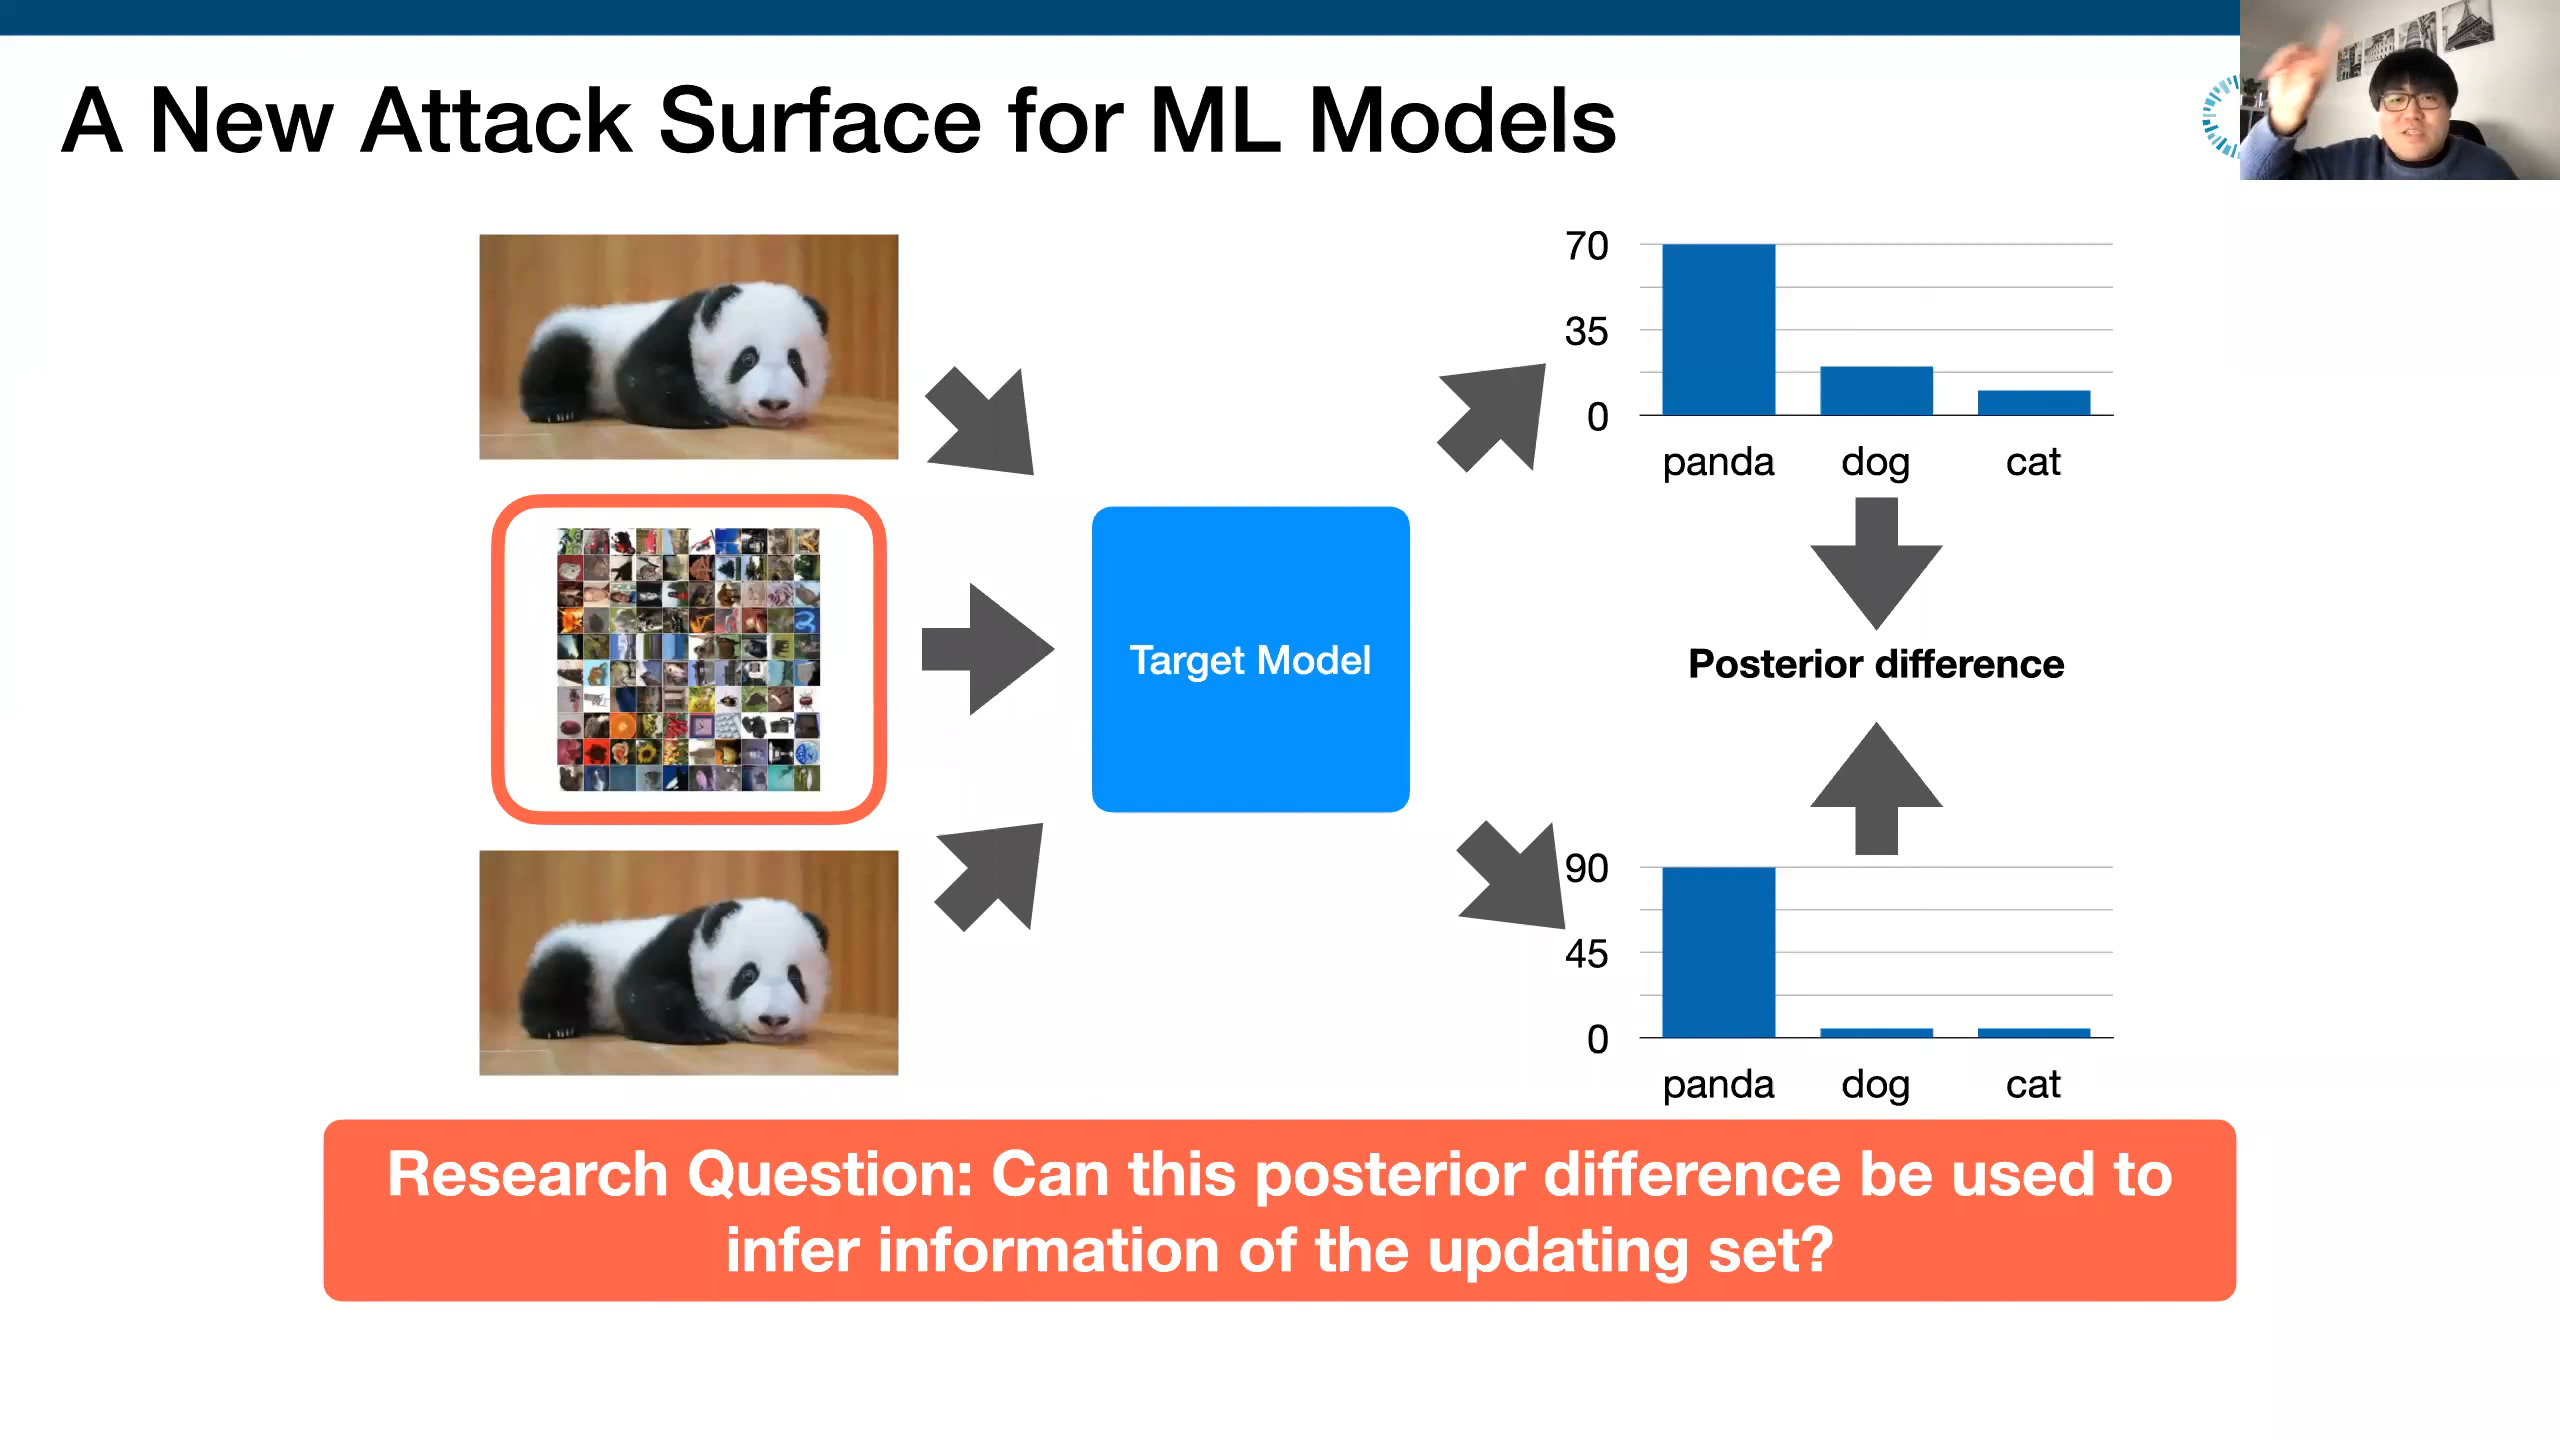 A New Attack Surface for ML Models
70
35
0
panda dog cat
Target Model
Posterior difference
90
45
0
panda dog cat
Research Question: Can this posterior difference be used to
infer information of the updating set?